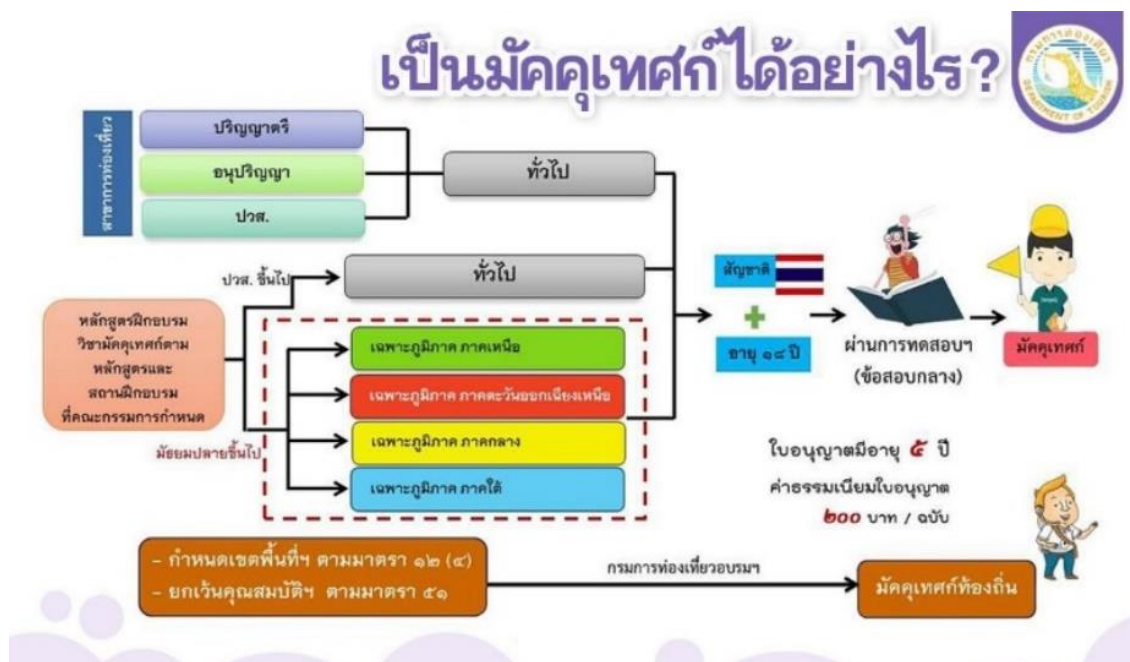 เป็นมัคคุเทศก์ ได้อย่างไร ?
กรมการท่องเที่ยว
DEPARTMENT OF TOURISM
สาขาการท่องเที่ยว
ปริญญาตรี
อนุปริญญา
ปวส.
ทั่วไป
ปวส. ขึ้นไป
ทั่วไป
หลักสูตรฝึกอบรม
วิชามัคคุเทศก์ตาม
หลักสูตรและ
สถานฝึกอบรม
ที่คณะกรรมการกำหนด
มัธยมปลายขึ้นไป
เฉพาะภูมิภาค ภาคเหนือ
เฉพาะภูมิภาค ภาคตะวันออกเฉียงเหนือ
เฉพาะภูมิภาค ภาคกลาง
เฉพาะภูมิภาค ภาคใต้
สัญชาติ
อายุ ๑๘ ปี
ผ่านการทดสอบฯ
(ข้อสอบกลาง)
มัคคุเทศก์
ใบอนุญาตมีอายุ ๕ ปี
ค่าธรรมเนียมใบอนุญาต
๒๐๐ บาท / ฉบับ
- กำหนดเขตพื้นที่ฯ ตามมาตรา ๑๒ (๔)
- ยกเว้นคุณสมบัติฯ ตามมาตรา ๕๑
กรมการท่องเที่ยวอบรมฯ
มัคคุเทศก์ท้องถิ่น